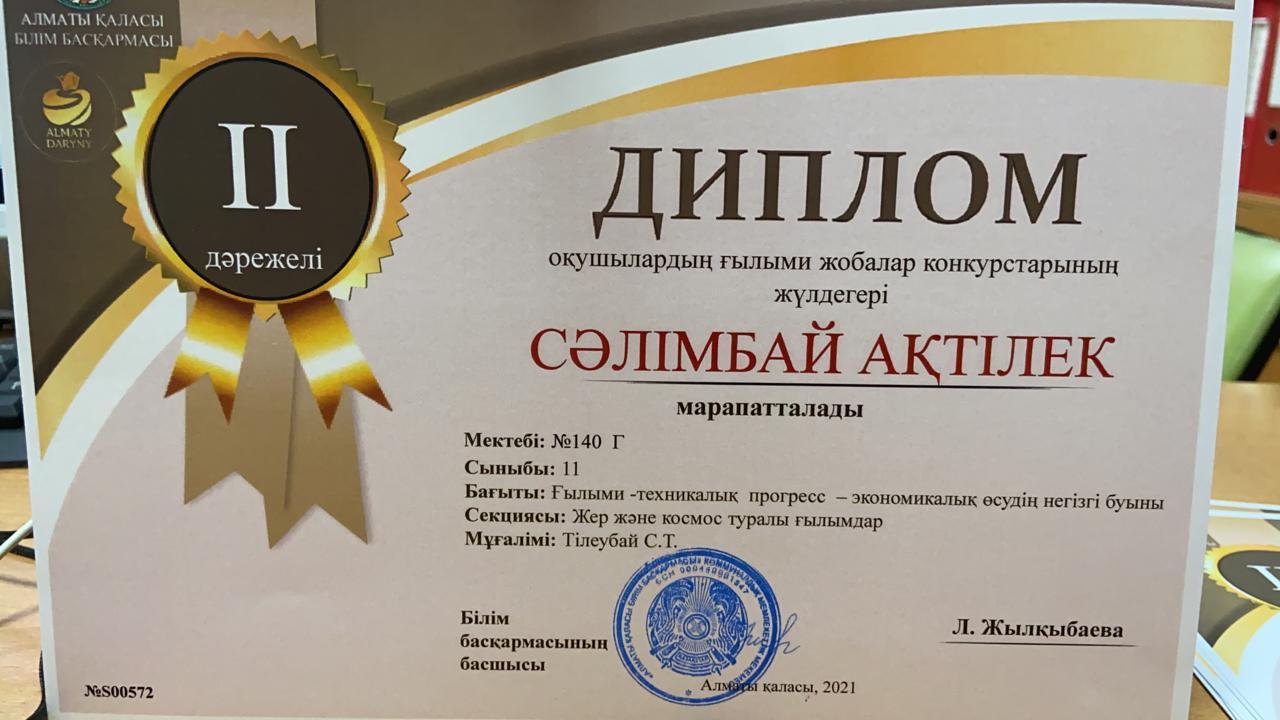 АЛМАТЫ ҚАЛАСЫ
БІЛІМ БАСҚАРМАСЫ
ALMATY
DARYNY
II
дәрежелі
ДИПЛОМ
оқушылардың ғылыми жобалар конкурстарының
жүлдегері
СӘЛІМБАЙ АҚТІЛЕК
марапатталады
Мектебі: №140 Г
Сыныбы: 11
Бағыты: Ғылыми -техникалық прогресс – экономикалық өсудің негізгі буыны
Секциясы: Жер және космос туралы ғылымдар
Мұғалімі: Тілеубай С.Т.
Білім
басқармасының
басшысы
Л. Жылқыбаева
Алматы қаласы, 2021
№S00572